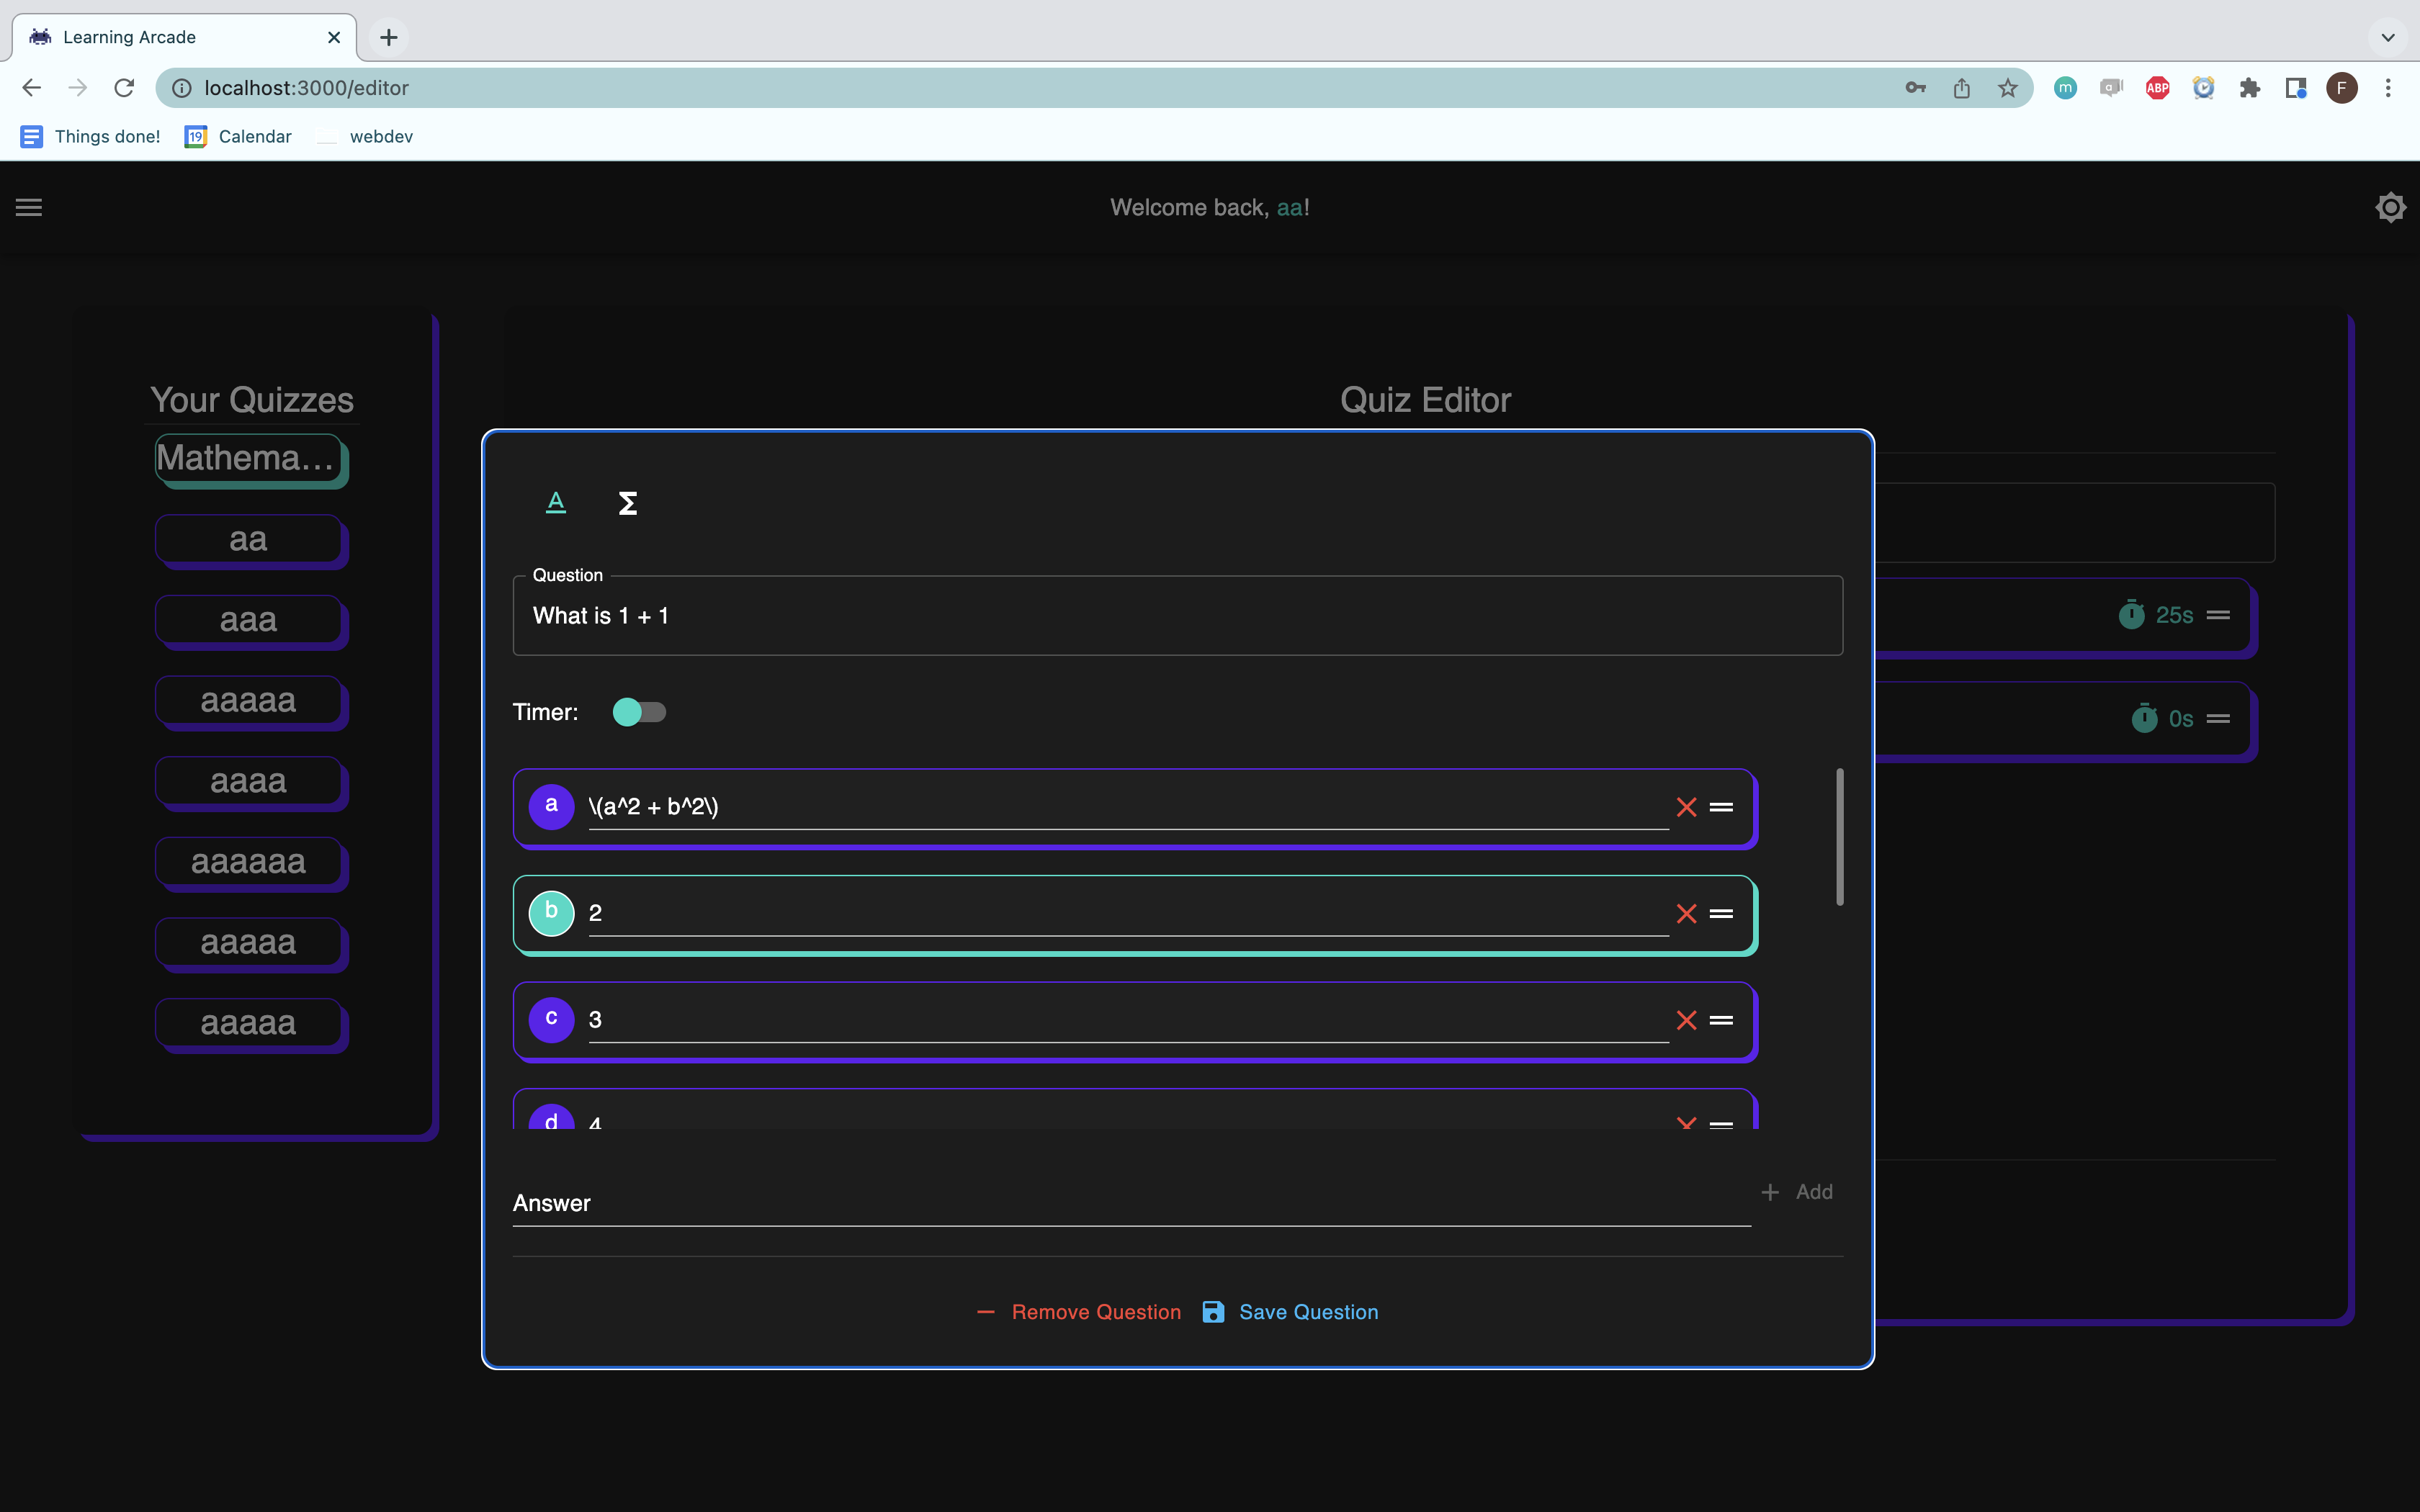 Learning Arcade
localhost:3000/editor
ABP
F
m
a
Things done!
19
Calendar
webdev
Welcome back, aa!
Your Quizzes
Mathema...
aa
aaa
aaaaa
aaaa
aaaaaa
aaaaa
aaaaa
Quiz Editor
25s
0s
A
Σ
Question
What is 1 + 1
Timer:
a \(a^2 + b^2\)
b 2
c 3
d 4
Answer
+ Add
Remove Question
Save Question